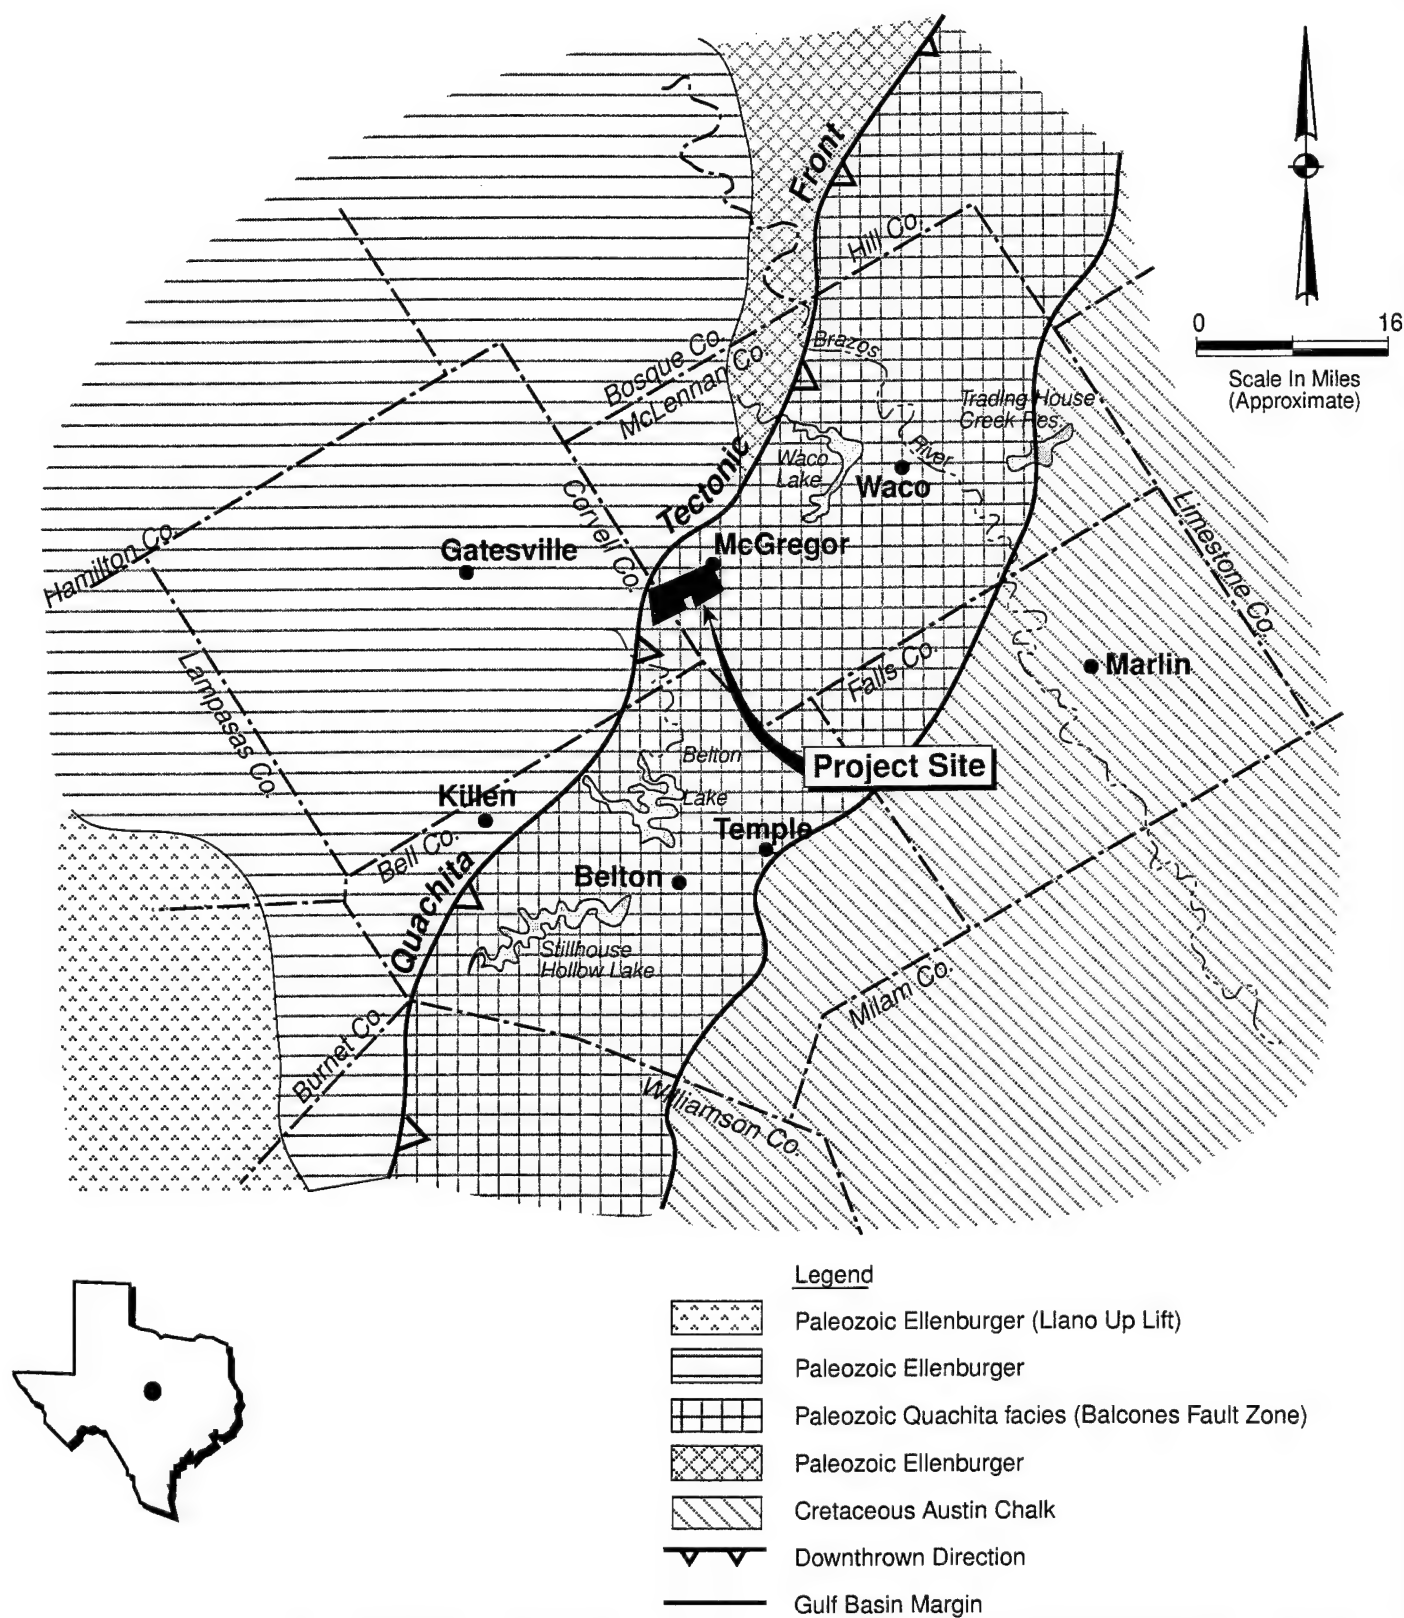 Front
Hill Co.
0 16
Scale In Miles
(Approximate)
Brazos
River
Bosque Co.
McLennan Co.
Trading House
Creek Res.
Waco
Lake
Waco
Tectonic
McGregor
Coryell Co.
Gatesville
Hamilton Co.
Limestone Co.
Falls Co.
Marlin
Lampasas Co.
Belton
Lake
Project Site
Killen
Bell Co.
Temple
Belton
Quachita
Stillhouse
Hollow Lake
Milam Co.
Burnet Co.
Williamson Co.
Legend
Paleozoic Ellenburger (Llano Up Lift)
Paleozoic Ellenburger
Paleozoic Quachita facies (Balcones Fault Zone)
Paleozoic Ellenburger
Cretaceous Austin Chalk
Downthrown Direction
Gulf Basin Margin